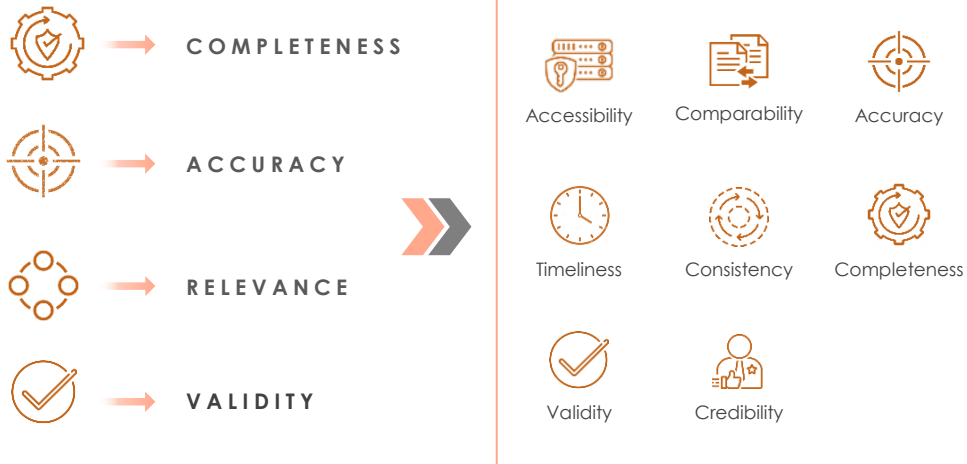 COMPLETENESS
ACCURACY
RELEVANCE
VALIDITY
Accessibility
Comparability
Accuracy
Timeliness
Consistency
Completeness
Validity
Credibility